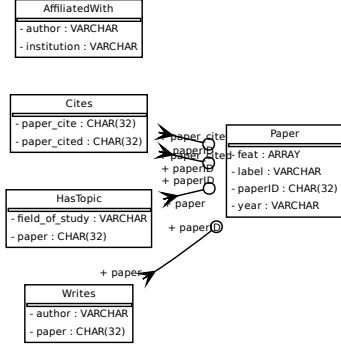 AffiliatedWith
- author : VARCHAR
- institution : VARCHAR
Cites
- paper_cite : CHAR(32)
- paper_cited : CHAR(32)
+ paper_cite
+ paperID
+ paper_cited
+ paperID
Paper
- feat : ARRAY
- label : VARCHAR
- paperID : CHAR(32)
- year : VARCHAR
HasTopic
- field_of_study : VARCHAR
- paper : CHAR(32)
+ paperID
+ paper
+ paperID
+ paper
Writes
- author : VARCHAR
- paper : CHAR(32)